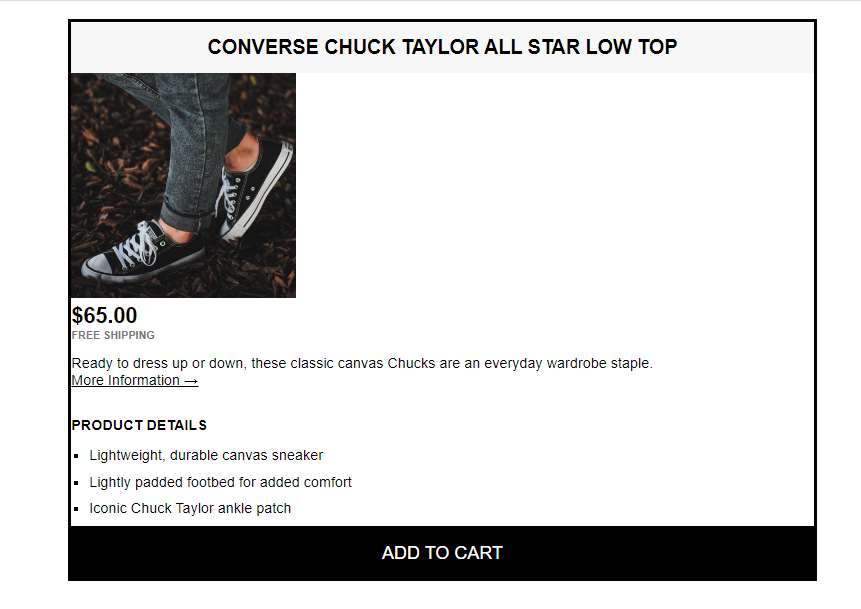 CONVERSE CHUCK TAYLOR ALL STAR LOW TOP
$65.00
FREE SHIPPING
Ready to dress up or down, these classic canvas Chucks are an everyday wardrobe staple.
More Information →
PRODUCT DETAILS
Lightweight, durable canvas sneaker
Lightly padded footbed for added comfort
Iconic Chuck Taylor ankle patch
ADD TO CART